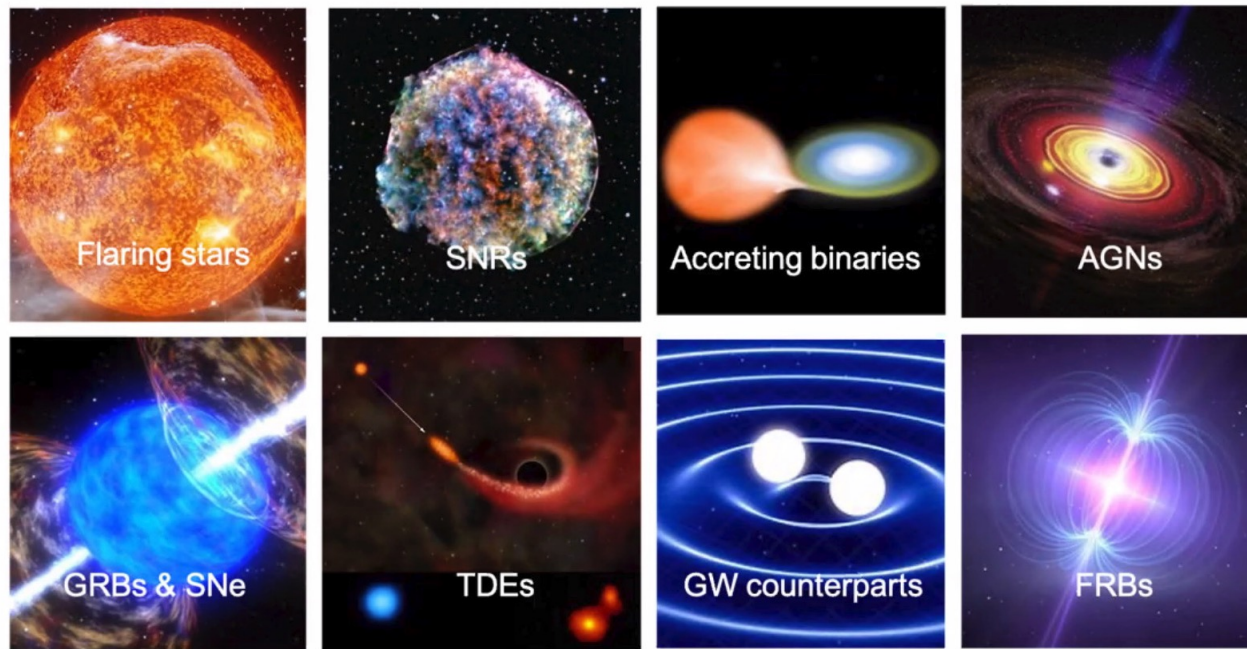 Flaring stars
SNRs
Accreting binaries
AGNs
GRBs & SNe
TDEs
GW counterparts
FRBs